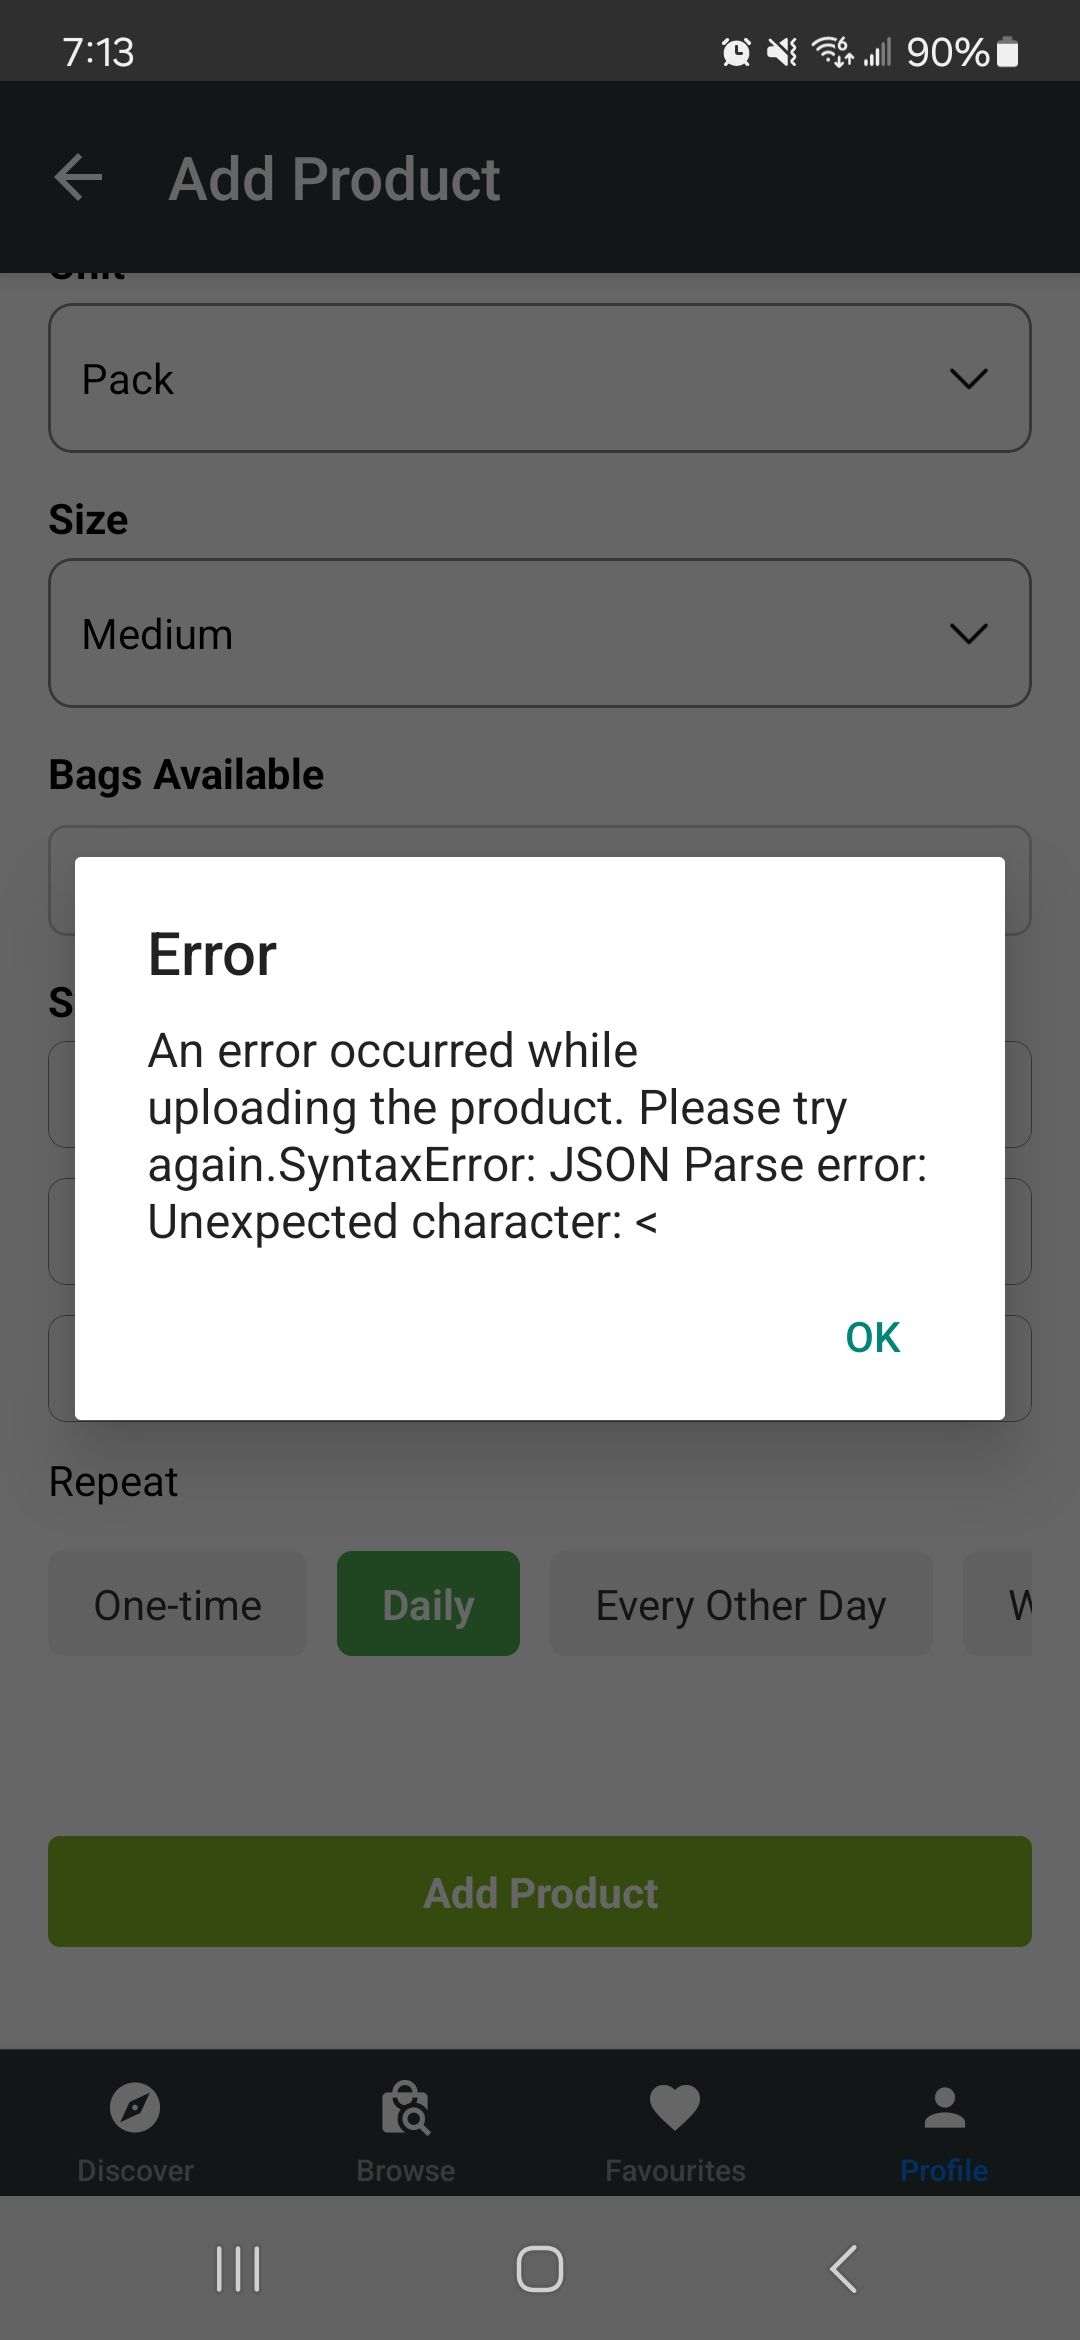 7:13
6
90%
Add Product
Unit
Pack
Size
Medium
Bags Available
S
Error
An error occurred while
uploading the product. Please try
again.SyntaxError: JSON Parse error:
Unexpected character: <
OK
Repeat
One-time
Daily
Every Other Day
W
Add Product
Discover
Browse
Favourites
Profile